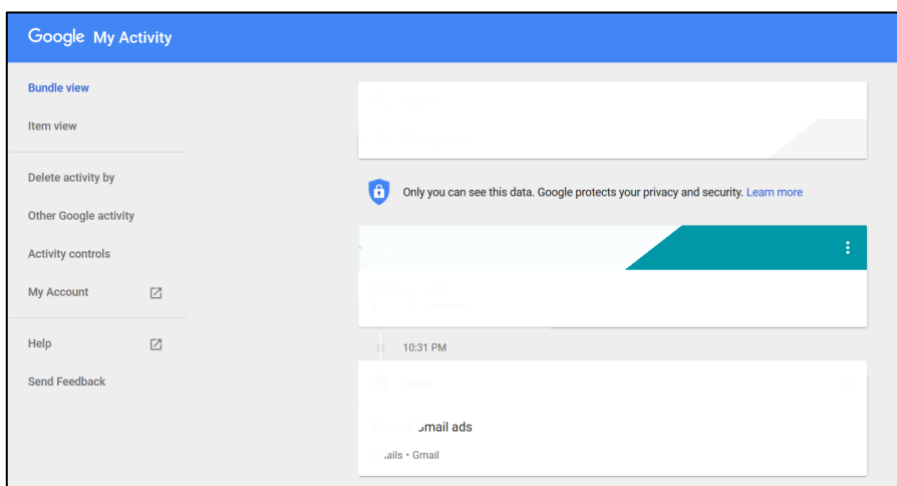 Google My Activity
Bundle view
Item view
Delete activity by
Other Google activity
Activity controls
My Account
Help
Send Feedback
Only you can see this data. Google protects your privacy and security. Learn more
10:31 PM
ads
• Gmail